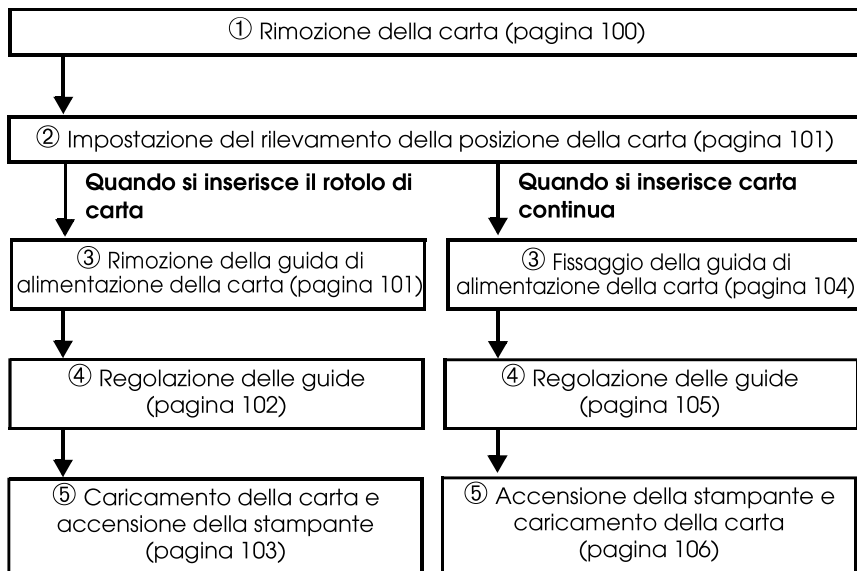 ① Rimozione della carta (pagina 100)
② Impostazione del rilevamento della posizione della carta (pagina 101)
Quando si inserisce il rotolo di
carta
③ Rimozione della guida di
alimentazione della carta (pagina 101)
④ Regolazione delle guide
(pagina 102)
⑤ Caricamento della carta e
accensione della stampante
(pagina 103)
Quando si inserisce carta
continua
③ Fissaggio della guida di
alimentazione della carta (pagina 104)
④ Regolazione delle guide
(pagina 105)
⑤ Accensione della stampante e
caricamento della carta
(pagina 106)